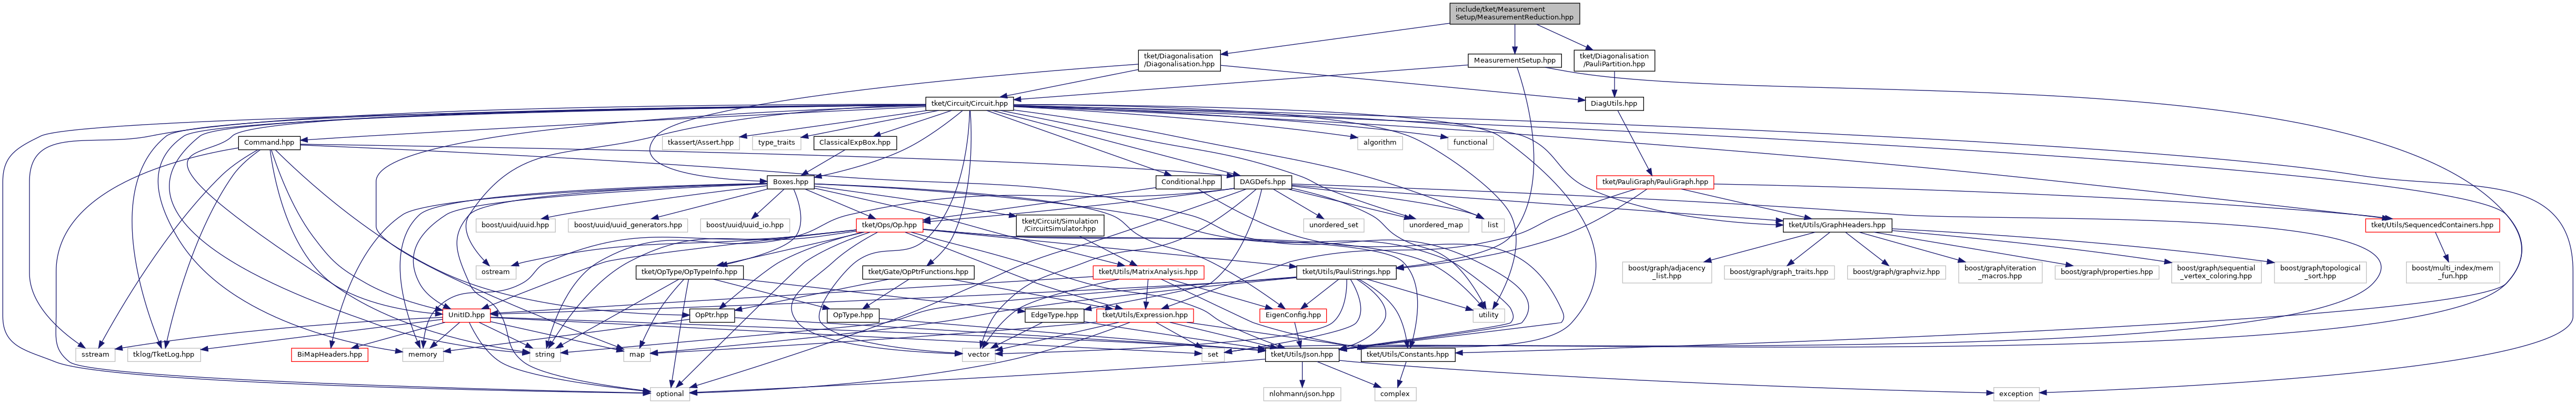 include/tket/Measurement
Setup/MeasurementReduction.hpp
tket/Diagonalisation
/Diagonalisation.hpp
MeasurementSetup.hpp
tket/Diagonalisation
/PauliPartition.hpp
tket/Circuit/Circuit.hpp
DiagUtils.hpp
Command.hpp
tkassert/Assert.hpp
type_traits
ClassicalExpBox.hpp
algorithm
functional
Boxes.hpp
Conditional.hpp
DAGDefs.hpp
tket/PauliGraph/PauliGraph.hpp
boost/uuid/uuid.hpp
boost/uuid/uuid_generators.hpp
boost/uuid/uuid_io.hpp
tket/Ops/Op.hpp
tket/Circuit/Simulation
/CircuitSimulator.hpp
unordered_set
unordered_map
list
tket/Utils/GraphHeaders.hpp
tket/Utils/SequencedContainers.hpp
ostream
tket/OpType/OpTypeInfo.hpp
tket/Gate/OpPtrFunctions.hpp
tket/Utils/MatrixAnalysis.hpp
tket/Utils/PauliStrings.hpp
boost/graph/adjacency
_list.hpp
boost/graph/graph_traits.hpp
boost/graph/graphviz.hpp
boost/graph/iteration
_macros.hpp
boost/graph/properties.hpp
boost/graph/sequential
_vertex_coloring.hpp
boost/graph/topological
_sort.hpp
boost/multi_index/mem
_fun.hpp
UnitID.hpp
OpPtr.hpp
OpType.hpp
EdgeType.hpp
tket/Utils/Expression.hpp
EigenConfig.hpp
utility
sstream
tklog/TketLog.hpp
BiMapHeaders.hpp
memory
string
map
vector
set
tket/Utils/Json.hpp
tket/Utils/Constants.hpp
optional
nlohmann/json.hpp
complex
exception